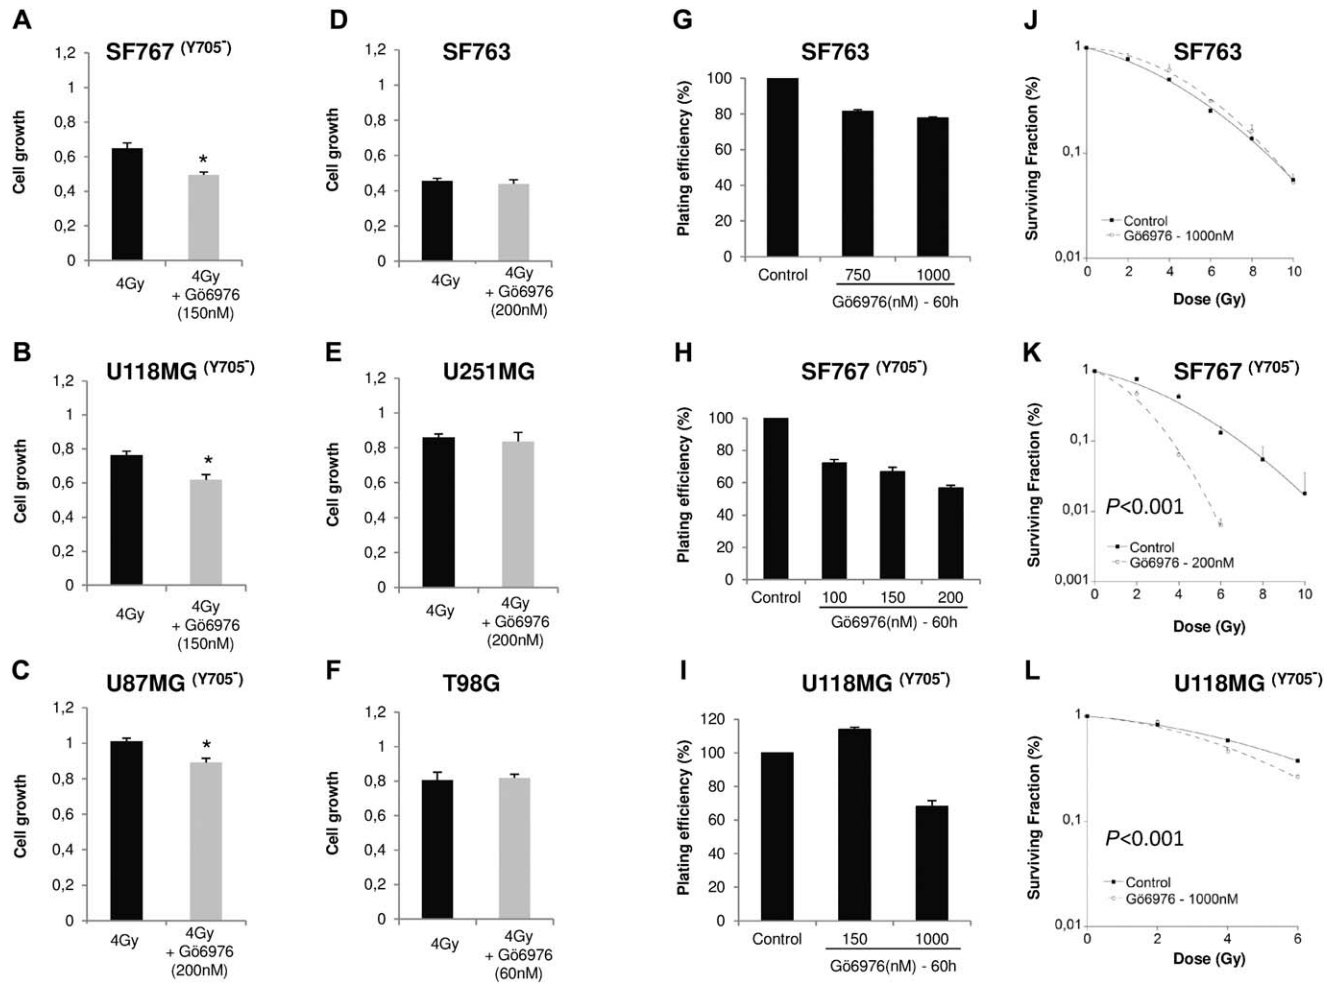 A
SF767 (Y705-)
Cell growth
1,2
1
0,8
0,6
0,4
0,2
0
*
4Gy
4Gy
+ Gö6976
(150nM)
D
SF763
Cell growth
1,2
1
0,8
0,6
0,4
0,2
0
4Gy
4Gy
+ Gö6976
(200nM)
G
SF763
Plating efficiency (%)
100
80
60
40
20
0
Control
750
1000
Gö6976(nM) - 60h
J
SF763
Surviving Fraction (%)
1
0,1
0,01
Control
Gö6976 - 1000nM
0 2 4 6 8 10
Dose (Gy)
B
U118MG (Y705-)
Cell growth
1,2
1
0,8
0,6
0,4
0,2
0
*
4Gy
4Gy
+ Gö6976
(150nM)
E
U251MG
Cell growth
1,2
1
0,8
0,6
0,4
0,2
0
4Gy
4Gy
+ Gö6976
(200nM)
H
SF767 (Y705-)
Plating efficiency (%)
100
80
60
40
20
0
Control
100
150
200
Gö6976(nM) - 60h
K
SF767 (Y705-)
Surviving Fraction (%)
1
0,1
0,01
0,001
P<0.001
Control
Gö6976 - 200nM
0 2 4 6 8 10
Dose (Gy)
C
U87MG (Y705-)
Cell growth
1,2
1
0,8
0,6
0,4
0,2
0
*
4Gy
4Gy
+ Gö6976
(200nM)
F
T98G
Cell growth
1,2
1
0,8
0,6
0,4
0,2
0
4Gy
4Gy
+ Gö6976
(60nM)
I
U118MG (Y705-)
Plating efficiency (%)
120
100
80
60
40
20
0
Control
150
1000
Gö6976(nM) - 60h
L
U118MG (Y705-)
Surviving Fraction (%)
1
0,1
0,01
P<0.001
Control
Gö6976 - 1000nM
0 2 4 6
Dose (Gy)